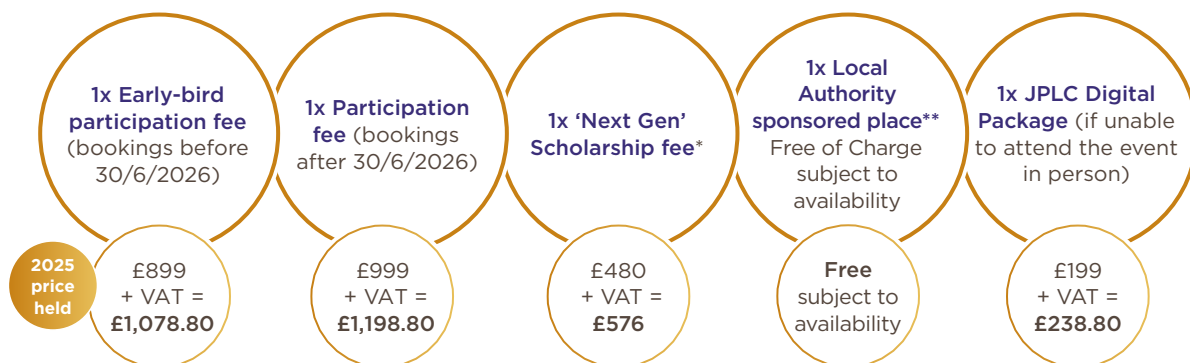 1x Early-bird
participation fee
(bookings before
30/6/2026)
1x Participation
fee (bookings
after 30/6/2026)
1x ‘Next Gen’
Scholarship fee*
1x Local
Authority
sponsored place**
Free of Charge
subject to
availability
1x JPLC Digital
Package (if unable
to attend the event
in person)
2025
price
held
£899
+ VAT =
£1,078.80
£999
+ VAT =
£1,198.80
£480
+ VAT =
£576
Free
subject to
availability
£199
+ VAT =
£238.80